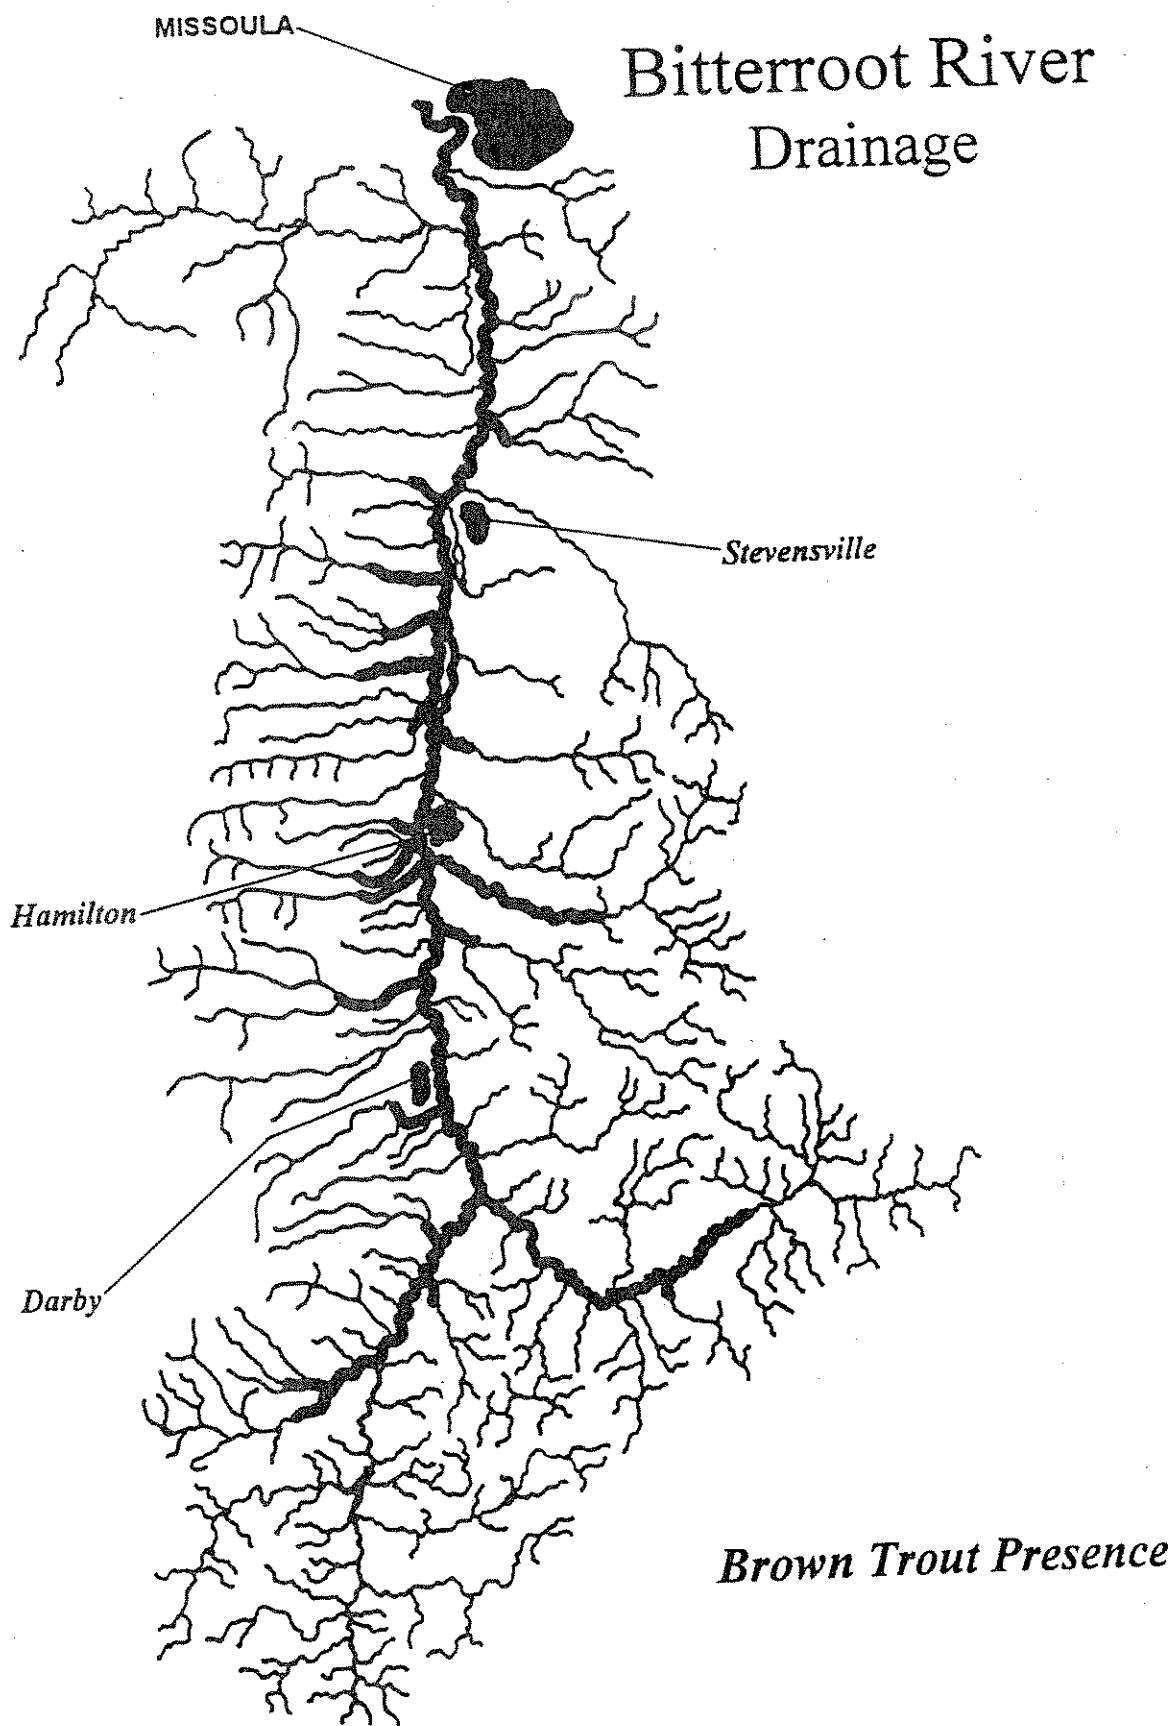 MISSOULA
Bitterroot River
Drainage
Stevensville
Hamilton
Darby
Brown Trout Presence